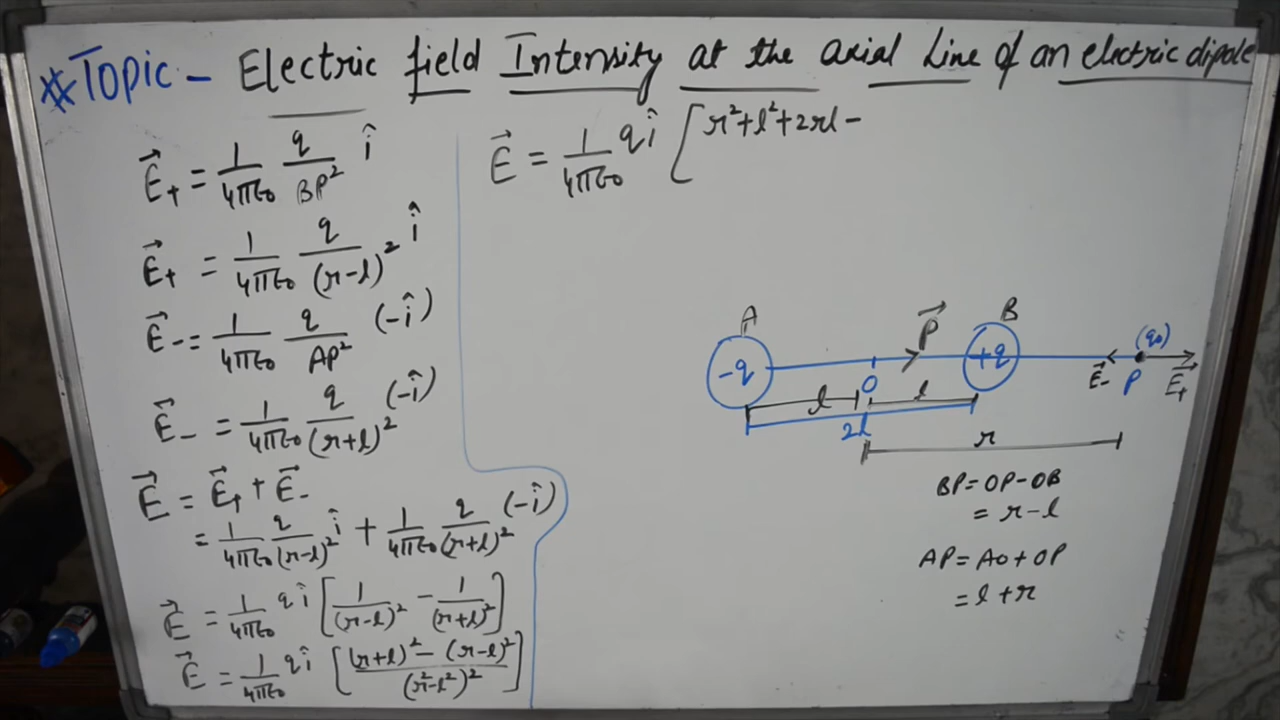 #Topic - Electric field Intensity at the axial Line of an electric dipole
E⃗₊ = 1/4πε₀ q/BP² î
E⃗₊ = 1/4πε₀ q/(r-l)² î
E⃗₋ = 1/4πε₀ q/AP² (-î)
E⃗₋ = 1/4πε₀ q/(r+l)² (-î)
E⃗ = E⃗₊ + E⃗₋
= 1/4πε₀ q/(r-l)² î + 1/4πε₀ q/(r+l)² (-î)
E⃗ = 1/4πε₀ qî [1/(r-l)² - 1/(r+l)²]
E⃗ = 1/4πε₀ qî [(r+l)² - (r-l)²/(r²-l²)²]
E⃗ = 1/4πε₀ qî [r²+l²+2rl -
A P⃗ B (q₀)
-q +q
O E⃗₋ P E⃗₊
l l
2l
r
BP = OP - OB
= r - l
AP = AO + OP
= l + r